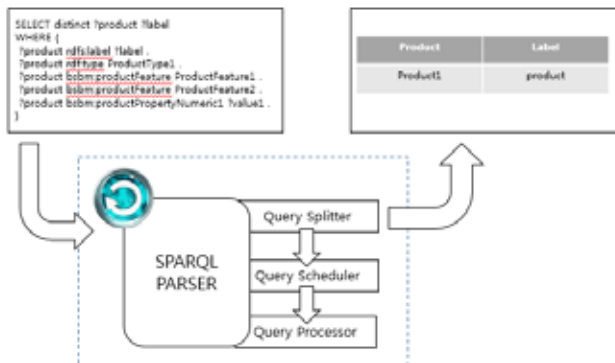 SELECT distinct ?product ?label
WHERE {
?product rdfs:label ?label .
?product rdf:type ProductType1 .
?product bsbm:productFeature ProductFeature1 .
?product bsbm:productFeature ProductFeature2 .
?product bsbm:productPropertyNumeric1 ?value1 .
}
Product Label
Product1 product
SPARQL
PARSER
Query Splitter
Query Scheduler
Query Processor